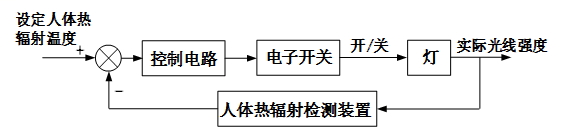 设定人体热
辐射温度
+
−
控制电路
电子开关
开/关
灯
实际光线强度
人体热辐射检测装置